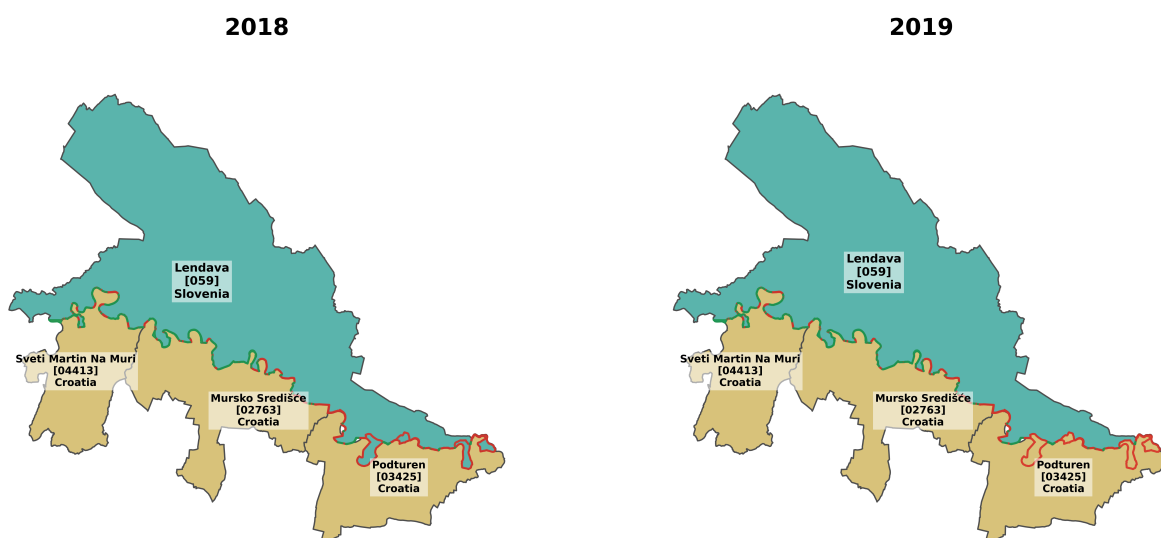 2018
Lendava
[059]
Slovenia
Sveti Martin Na Muri
[04413]
Croatia
Mursko Središće
[02763]
Croatia
Podturen
[03425]
Croatia
2019
Lendava
[059]
Slovenia
Sveti Martin Na Muri
[04413]
Croatia
Mursko Središće
[02763]
Croatia
Podturen
[03425]
Croatia